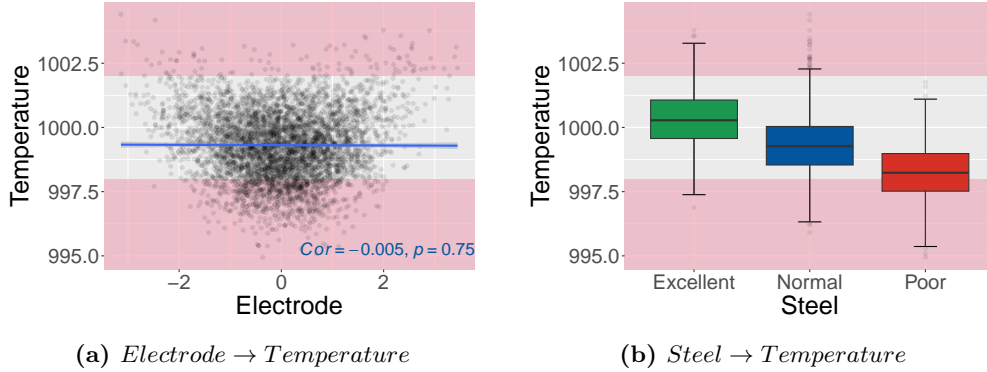 Temperature
1002.5
1000.0
997.5
995.0
Cor = −0.005, p = 0.75
−2 0 2
Electrode
(a) Electrode → Temperature
Temperature
1002.5
1000.0
997.5
995.0
Excellent Normal Poor
Steel
(b) Steel → Temperature